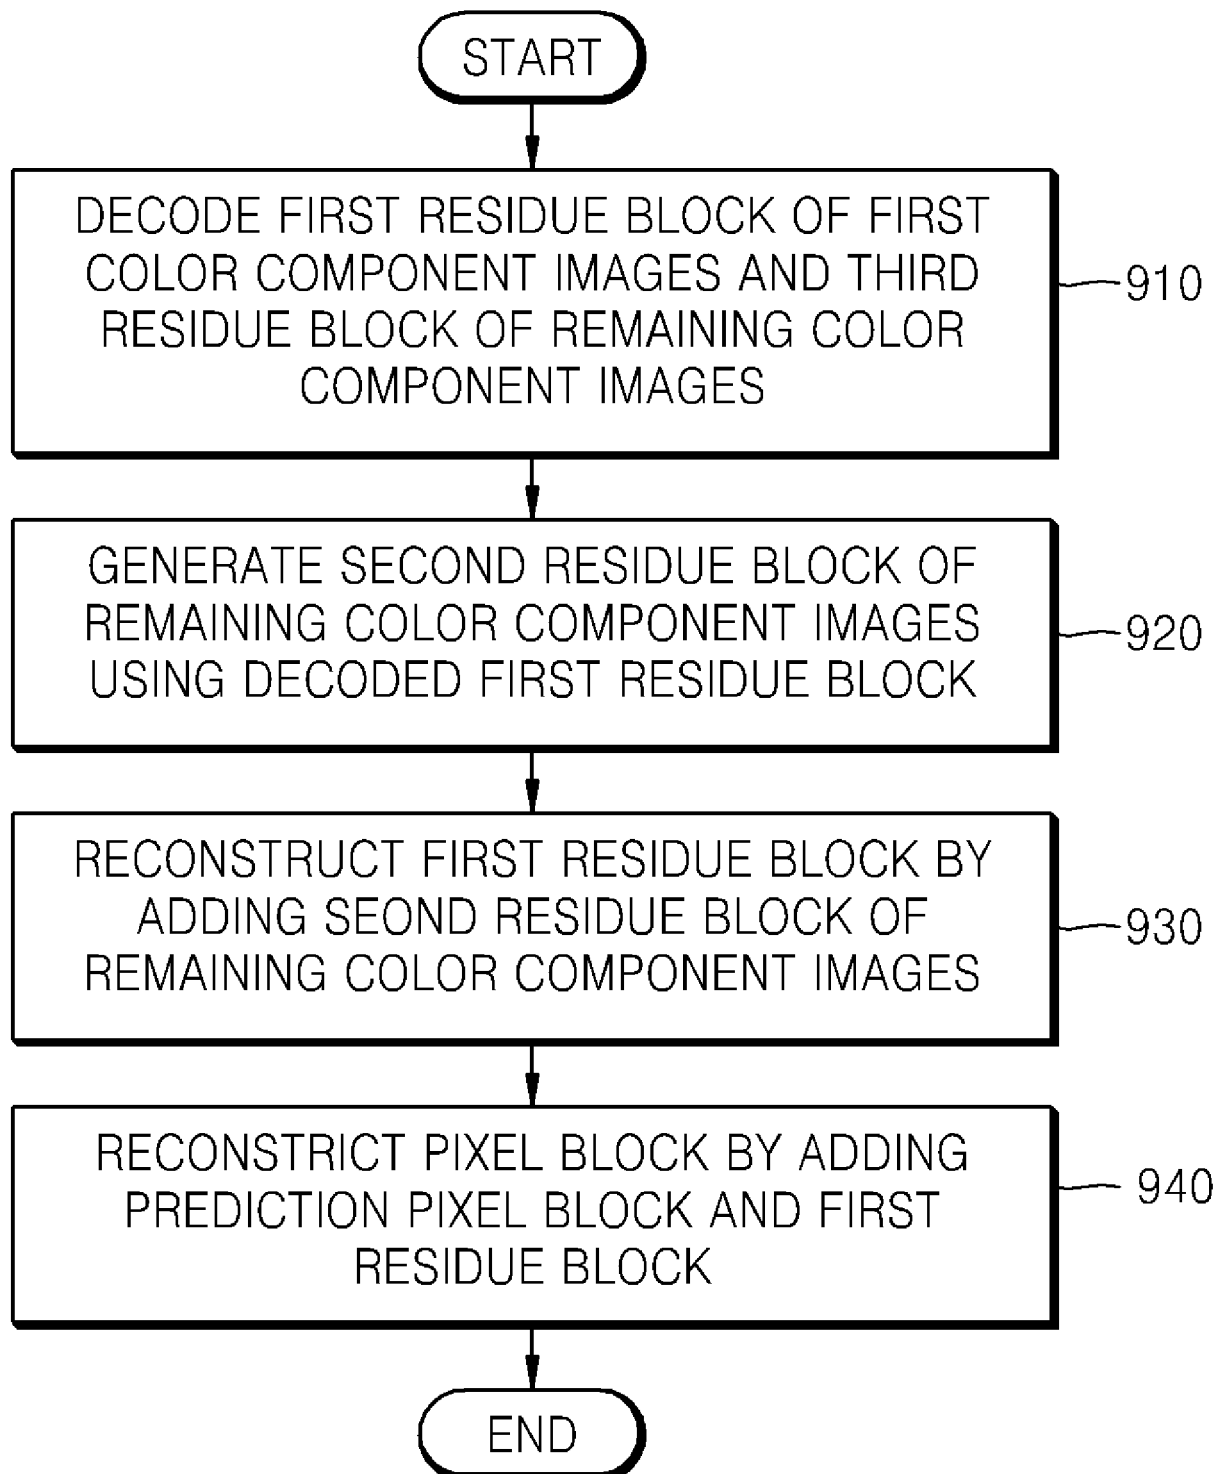 START
DECODE FIRST RESIDUE BLOCK OF FIRST
COLOR COMPONENT IMAGES AND THIRD
RESIDUE BLOCK OF REMAINING COLOR
COMPONENT IMAGES
910
GENERATE SECOND RESIDUE BLOCK OF
REMAINING COLOR COMPONENT IMAGES
USING DECODED FIRST RESIDUE BLOCK
920
RECONSTRUCT FIRST RESIDUE BLOCK BY
ADDING SEOND RESIDUE BLOCK OF
REMAINING COLOR COMPONENT IMAGES
930
RECONSTRICT PIXEL BLOCK BY ADDING
PREDICTION PIXEL BLOCK AND FIRST
RESIDUE BLOCK
940
END